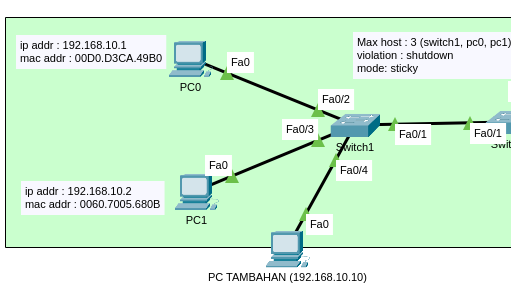 ip addr : 192.168.10.1
mac addr : 00D0.D3CA.49B0
Fa0
PC0
Max host : 3 (switch1, pc0, pc1)
violation : shutdown
mode: sticky
Fa0/2
Fa0/3
Switch1
Fa0/1
Fa0/1
Fa0
Fa0/4
ip addr : 192.168.10.2
mac addr : 0060.7005.680B
PC1
Fa0
PC TAMBAHAN (192.168.10.10)